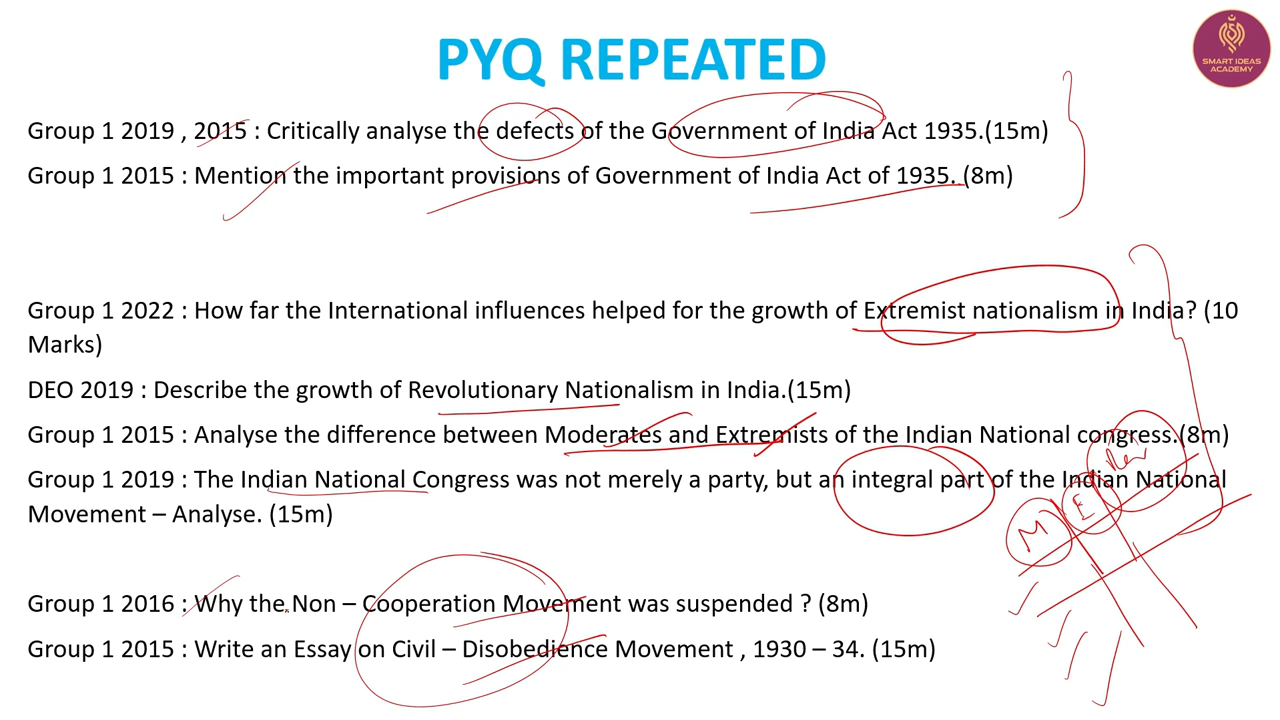 PYQ REPEATED
SMART IDEAS
ACADEMY
Group 1 2019 , 2015 : Critically analyse the defects of the Government of India Act 1935.(15m)
Group 1 2015 : Mention the important provisions of Government of India Act of 1935. (8m)
Group 1 2022 : How far the International influences helped for the growth of Extremist nationalism in India? (10
Marks)
DEO 2019 : Describe the growth of Revolutionary Nationalism in India.(15m)
Group 1 2015 : Analyse the difference between Moderates and Extremists of the Indian National congress.(8m)
Group 1 2019 : The Indian National Congress was not merely a party, but an integral part of the Indian National
Movement – Analyse. (15m)
M E Rev
Group 1 2016 : Why the Non – Cooperation Movement was suspended ? (8m)
Group 1 2015 : Write an Essay on Civil – Disobedience Movement , 1930 – 34. (15m)